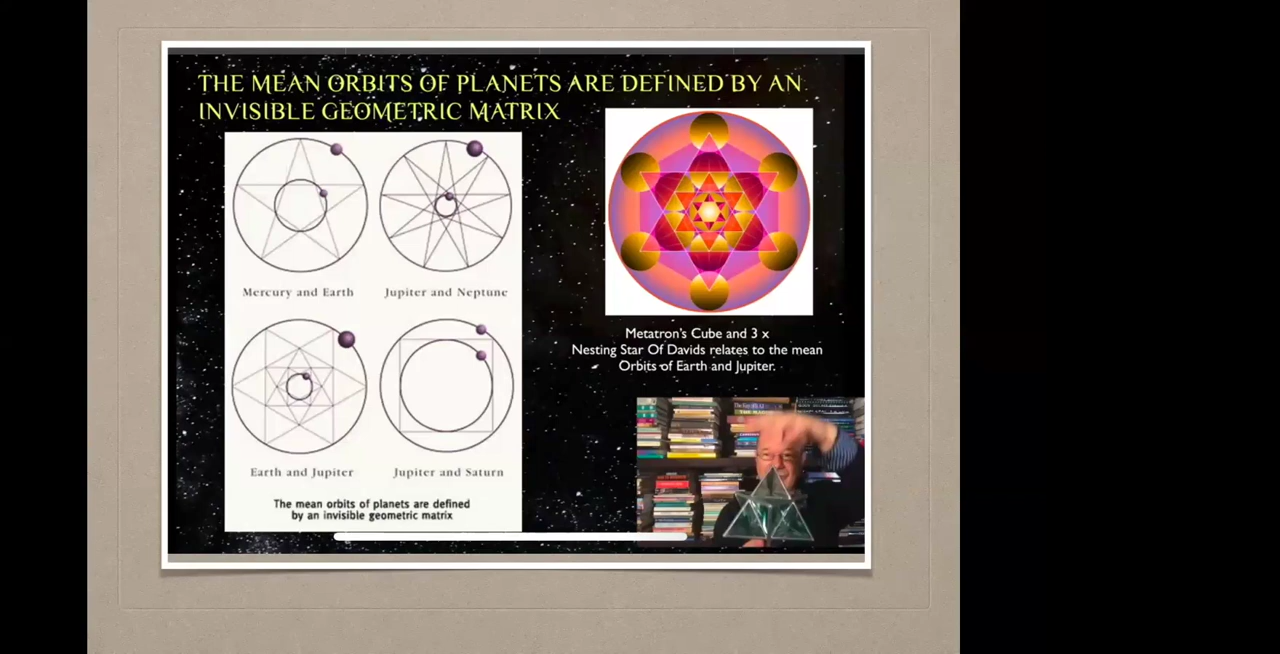 THE MEAN ORBITS OF PLANETS ARE DEFINED BY AN
INVISIBLE GEOMETRIC MATRIX
Mercury and Earth
Jupiter and Neptune
Earth and Jupiter
Jupiter and Saturn
The mean orbits of planets are defined
by an invisible geometric matrix
Metatron's Cube and 3 x
Nesting Star Of Davids relates to the mean
Orbits of Earth and Jupiter.